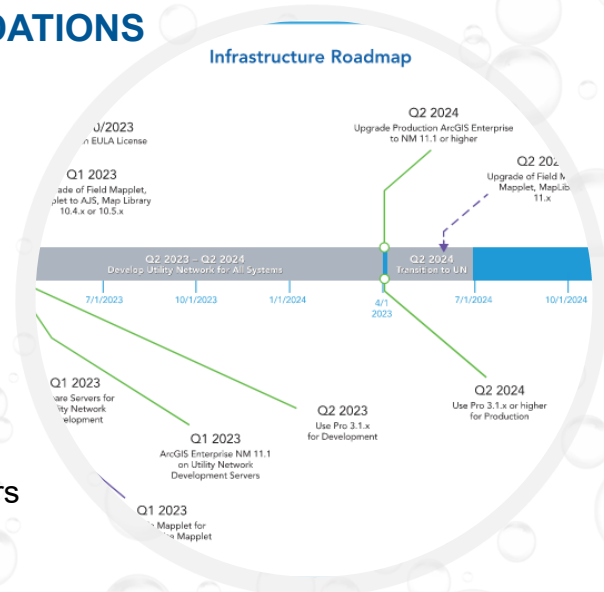 DATIONS
Infrastructure Roadmap
0/2023
EULA License
Q1 2023
ade of Field Mapplet,
plet to AJS, Map Library
10.4.x or 10.5.x
Q2 2024
Upgrade Production ArcGIS Enterprise
to NM 11.1 or higher
Q2 202
Upgrade of Field M
Mapplet, MapLib
11.x
Q2 2023 – Q2 2024
Develop Utility Network for All Systems
Q2 2024
Transition to UN
7/1/2023
10/1/2023
1/1/2024
4/1
2023
7/1/2024
10/1/2024
Q1 2023
are Servers for
ity Network
elopment
Q1 2023
ArcGIS Enterprise NM 11.1
on Utility Network
Development Servers
Q2 2023
Use Pro 3.1.x
for Development
Q2 2024
Use Pro 3.1.x or higher
for Production
TS
Q1 2023
Mapplet for
Mapplet